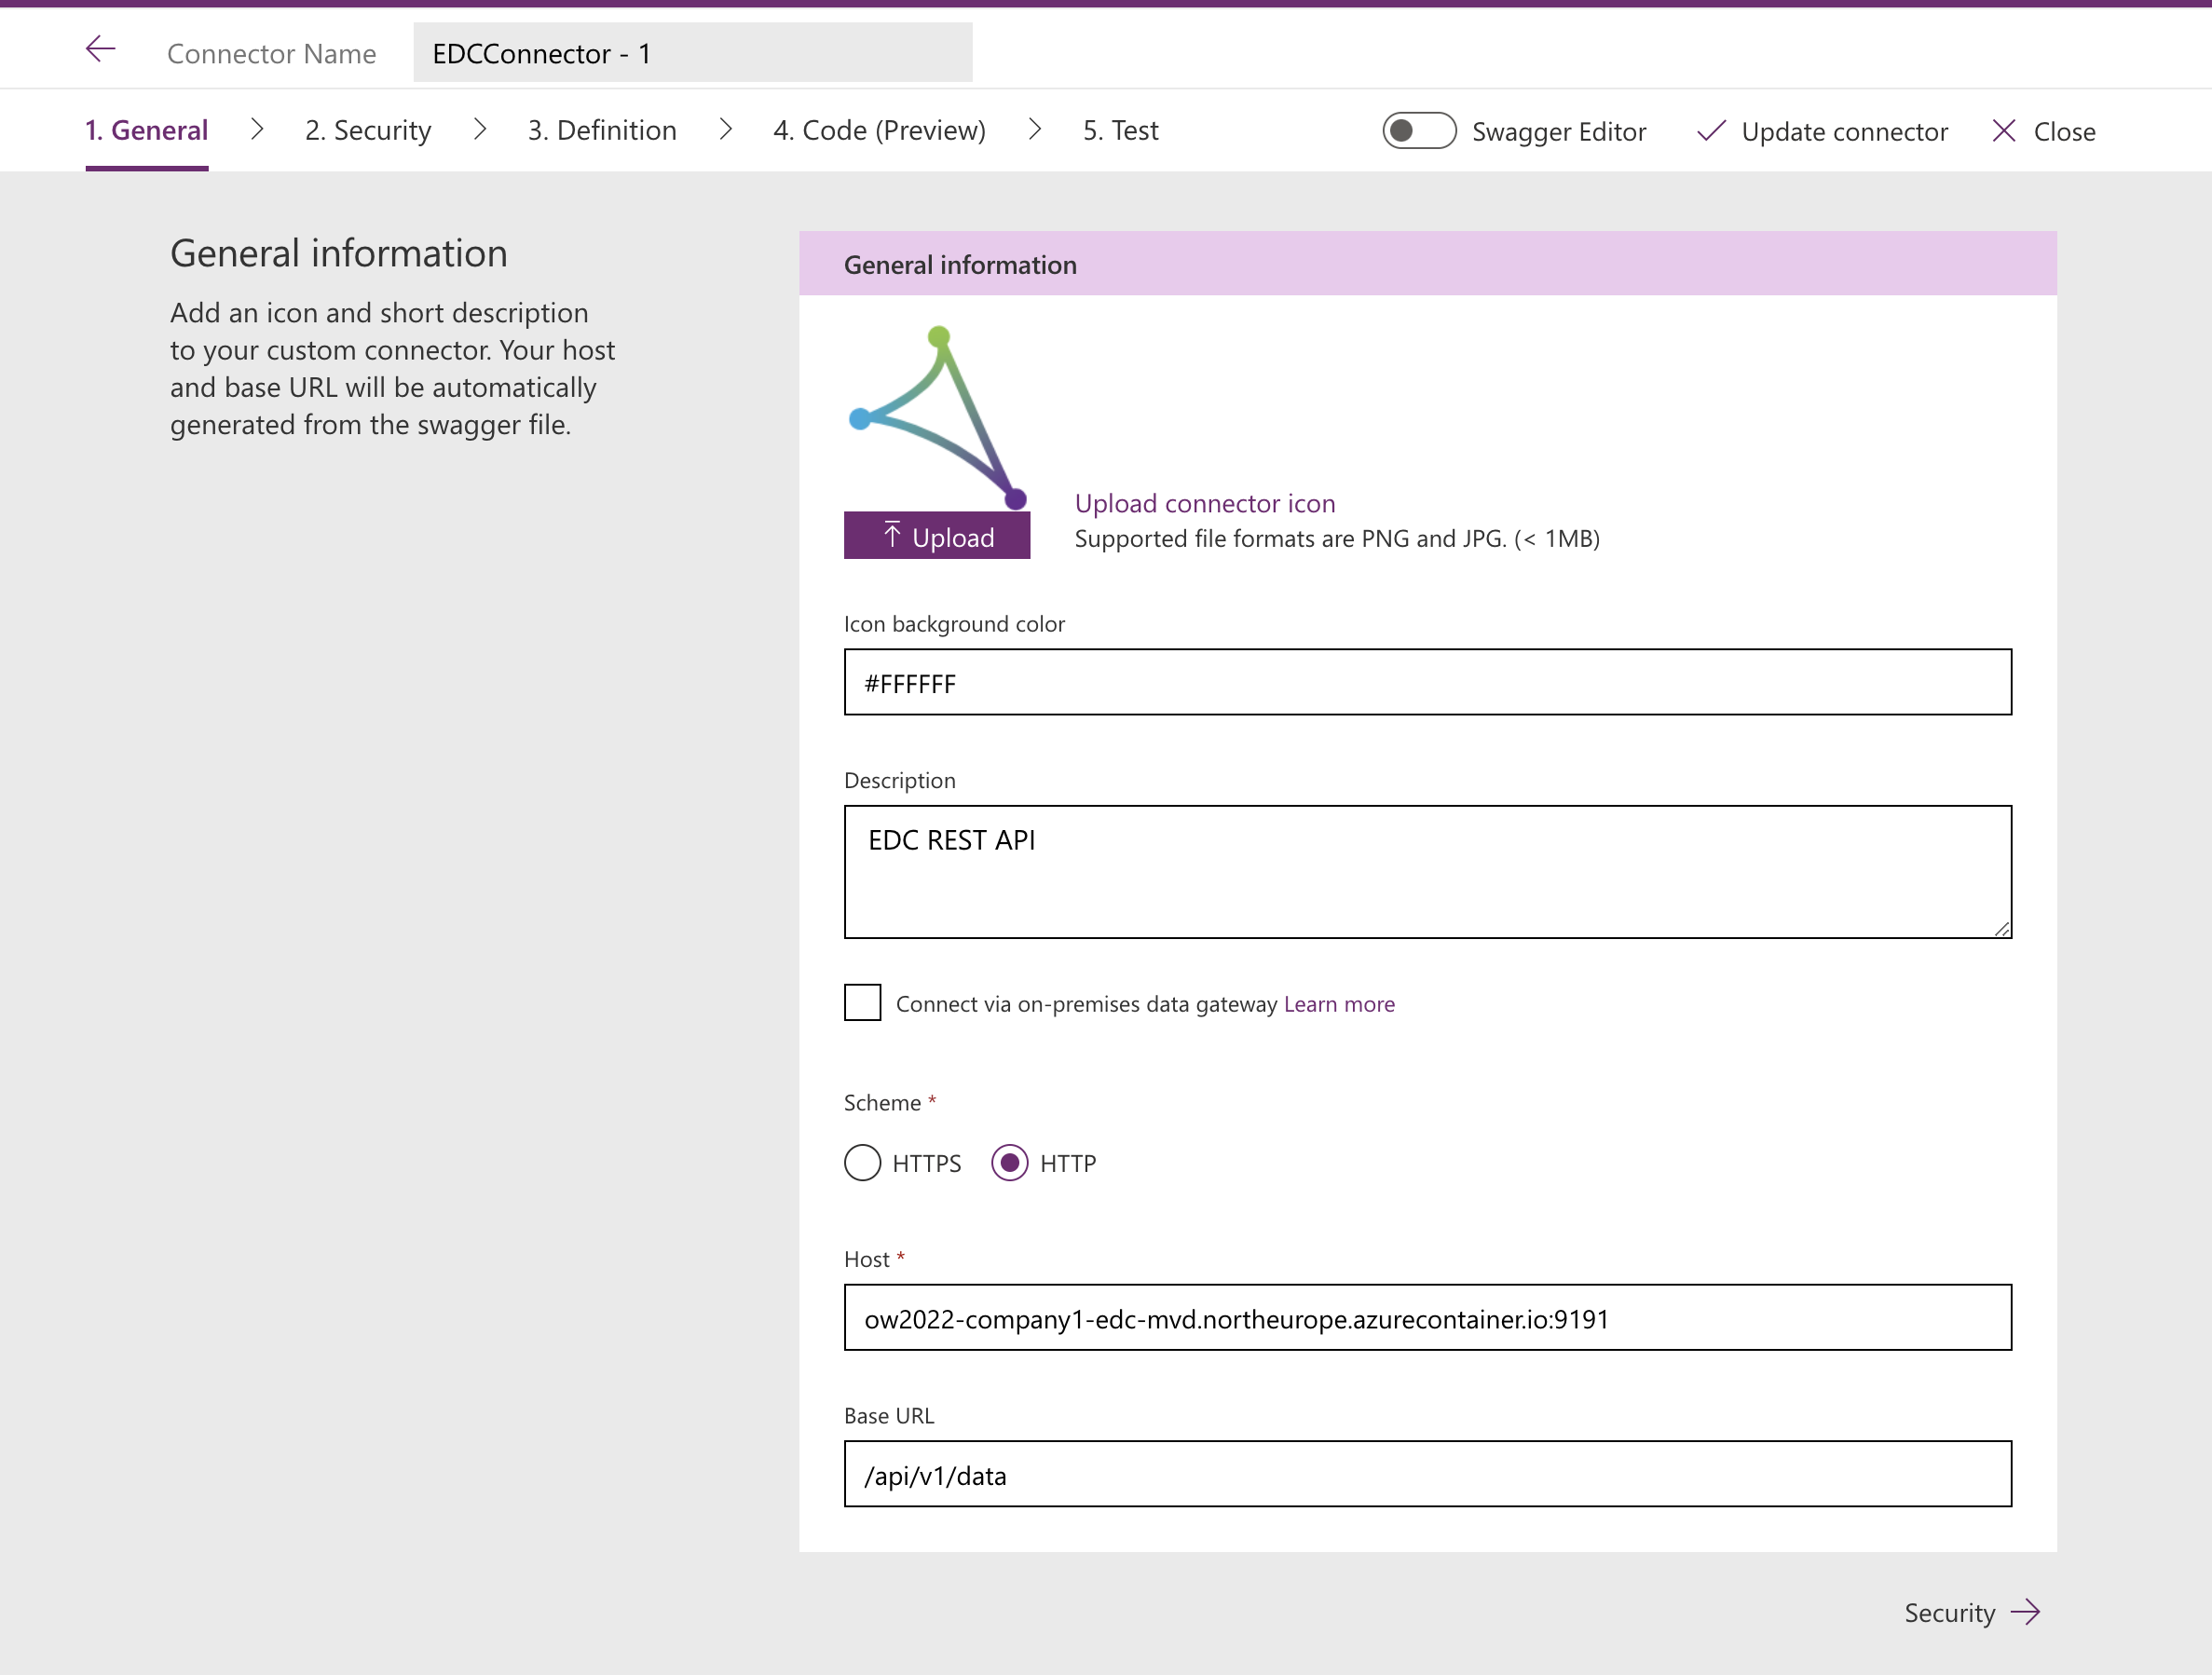 Connector Name
EDCConnector - 1
1. General
2. Security
3. Definition
4. Code (Preview)
5. Test
Swagger Editor
Update connector
Close
General information
Add an icon and short description
to your custom connector. Your host
and base URL will be automatically
generated from the swagger file.
General information
Upload
Upload connector icon
Supported file formats are PNG and JPG. (< 1MB)
Icon background color
#FFFFFF
Description
EDC REST API
Connect via on-premises data gateway Learn more
Scheme *
HTTPS
HTTP
Host *
ow2022-company1-edc-mvd.northeurope.azurecontainer.io:9191
Base URL
/api/v1/data
Security